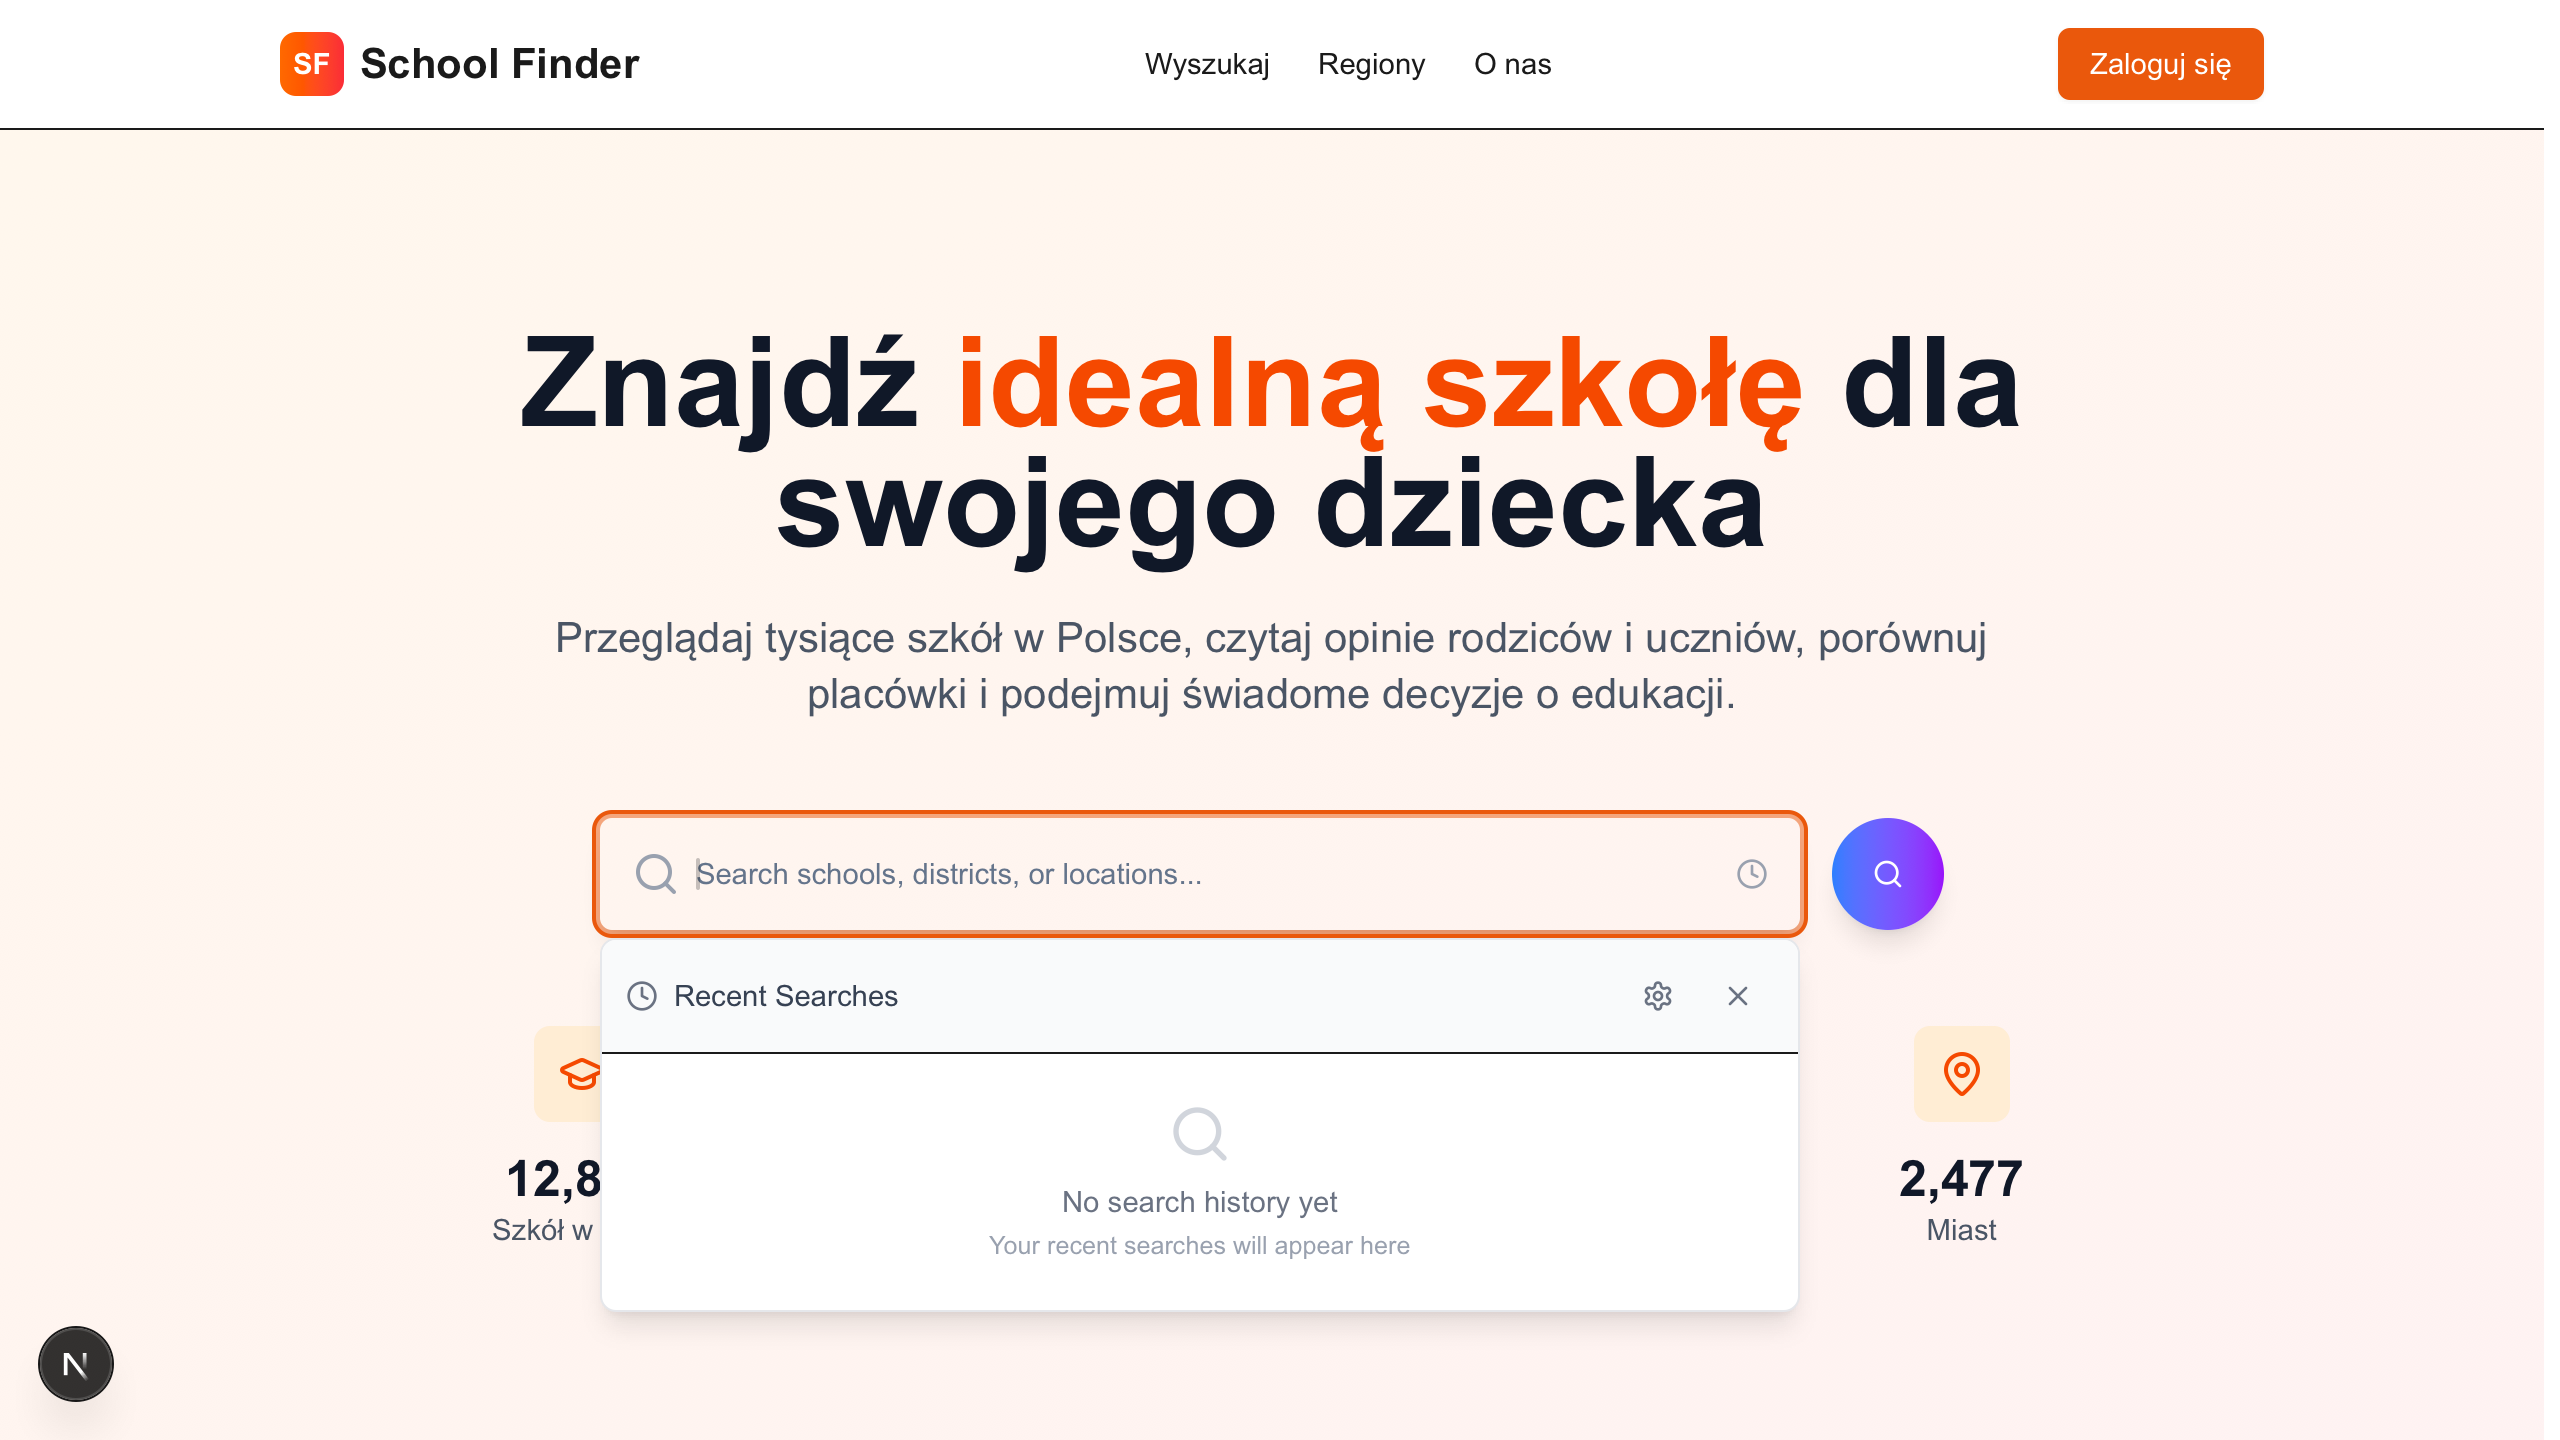 SF School Finder
Wyszukaj Regiony O nas
Zaloguj się
Znajdź idealną szkołę dla
swojego dziecka
Przeglądaj tysiące szkół w Polsce, czytaj opinie rodziców i uczniów, porównuj
placówki i podejmuj świadome decyzje o edukacji.
Search schools, districts, or locations...
Recent Searches
No search history yet
Your recent searches will appear here
12,8
Szkół w
2,477
Miast
N